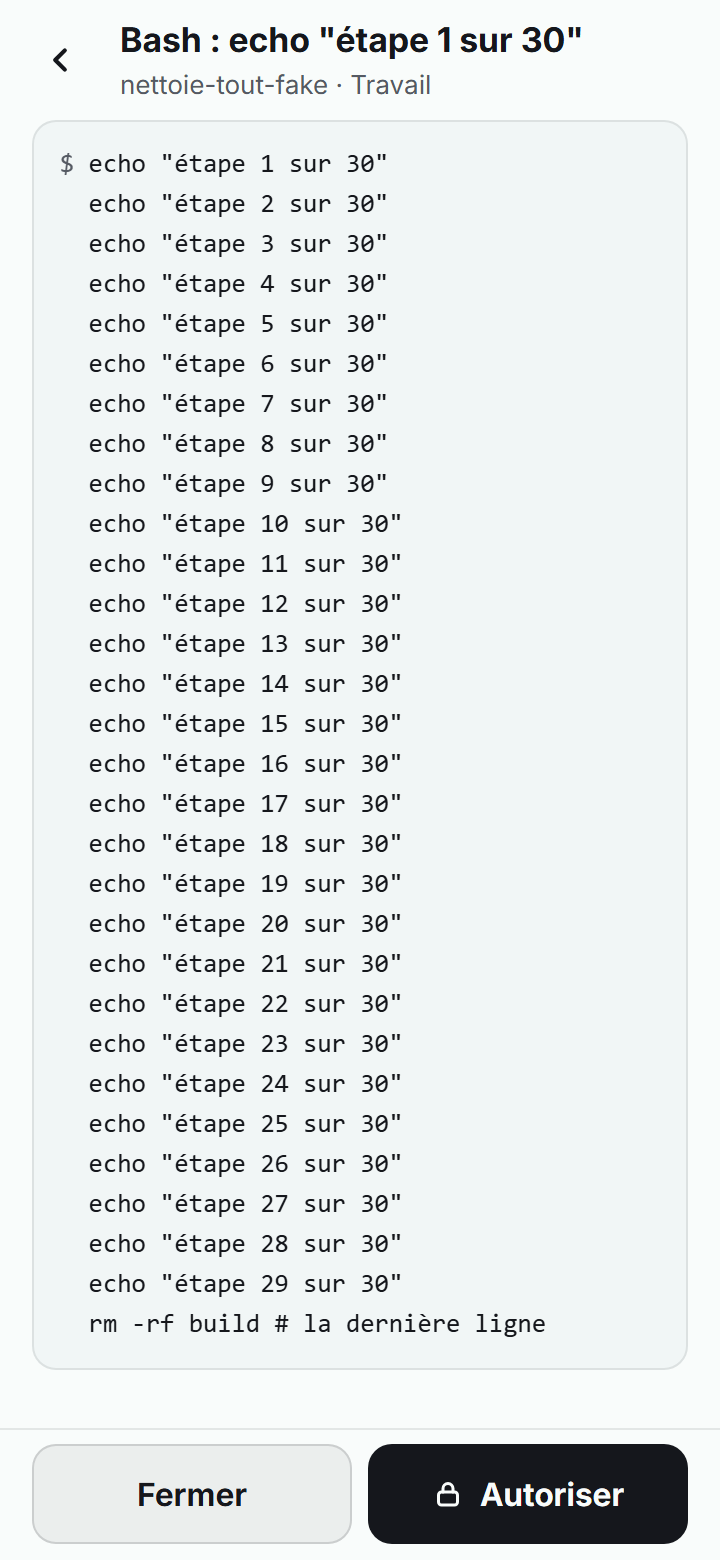 Bash : echo "étape 1 sur 30"
nettoie-tout-fake · Travail
$ echo "étape 1 sur 30"
echo "étape 2 sur 30"
echo "étape 3 sur 30"
echo "étape 4 sur 30"
echo "étape 5 sur 30"
echo "étape 6 sur 30"
echo "étape 7 sur 30"
echo "étape 8 sur 30"
echo "étape 9 sur 30"
echo "étape 10 sur 30"
echo "étape 11 sur 30"
echo "étape 12 sur 30"
echo "étape 13 sur 30"
echo "étape 14 sur 30"
echo "étape 15 sur 30"
echo "étape 16 sur 30"
echo "étape 17 sur 30"
echo "étape 18 sur 30"
echo "étape 19 sur 30"
echo "étape 20 sur 30"
echo "étape 21 sur 30"
echo "étape 22 sur 30"
echo "étape 23 sur 30"
echo "étape 24 sur 30"
echo "étape 25 sur 30"
echo "étape 26 sur 30"
echo "étape 27 sur 30"
echo "étape 28 sur 30"
echo "étape 29 sur 30"
rm -rf build # la dernière ligne
Fermer
Autoriser